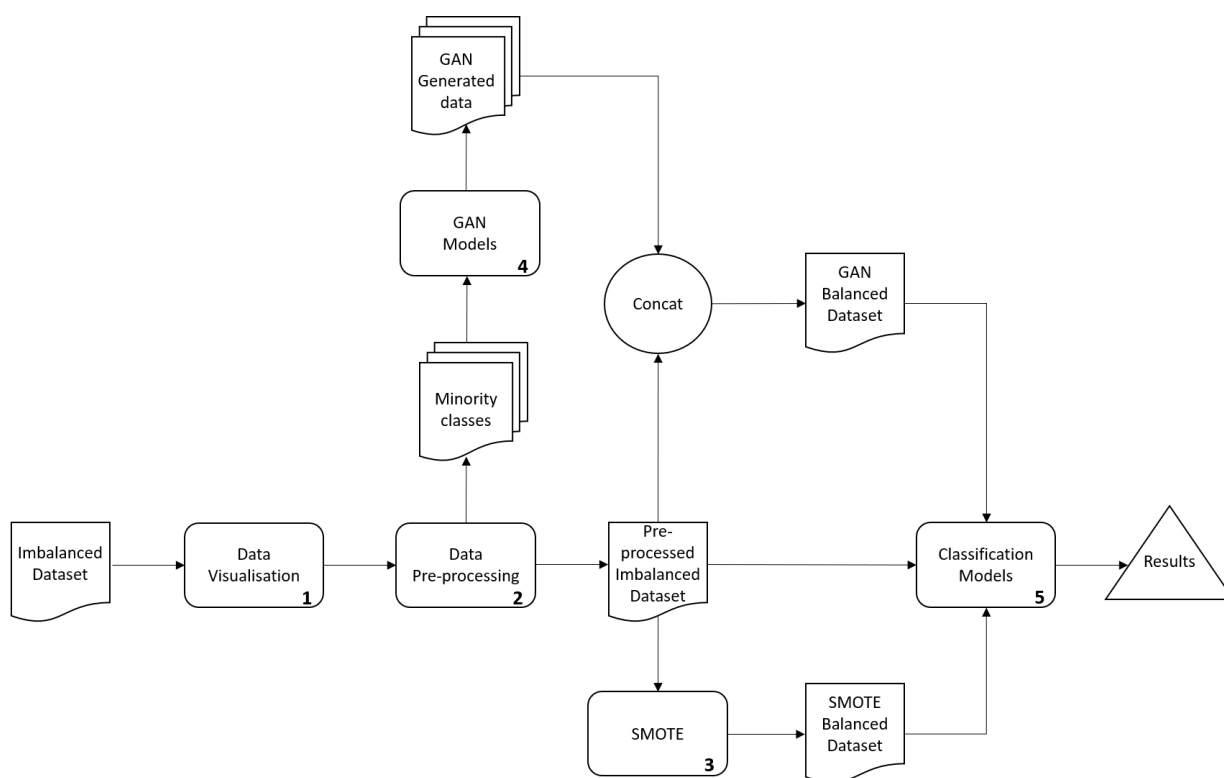 GAN
Generated
data
GAN
Models
4
Concat
GAN
Balanced
Dataset
Minority
classes
Imbalanced
Dataset
Data
Visualisation
1
Data
Pre-processing
2
Pre-
processed
Imbalanced
Dataset
Classification
Models
5
Results
SMOTE
3
SMOTE
Balanced
Dataset